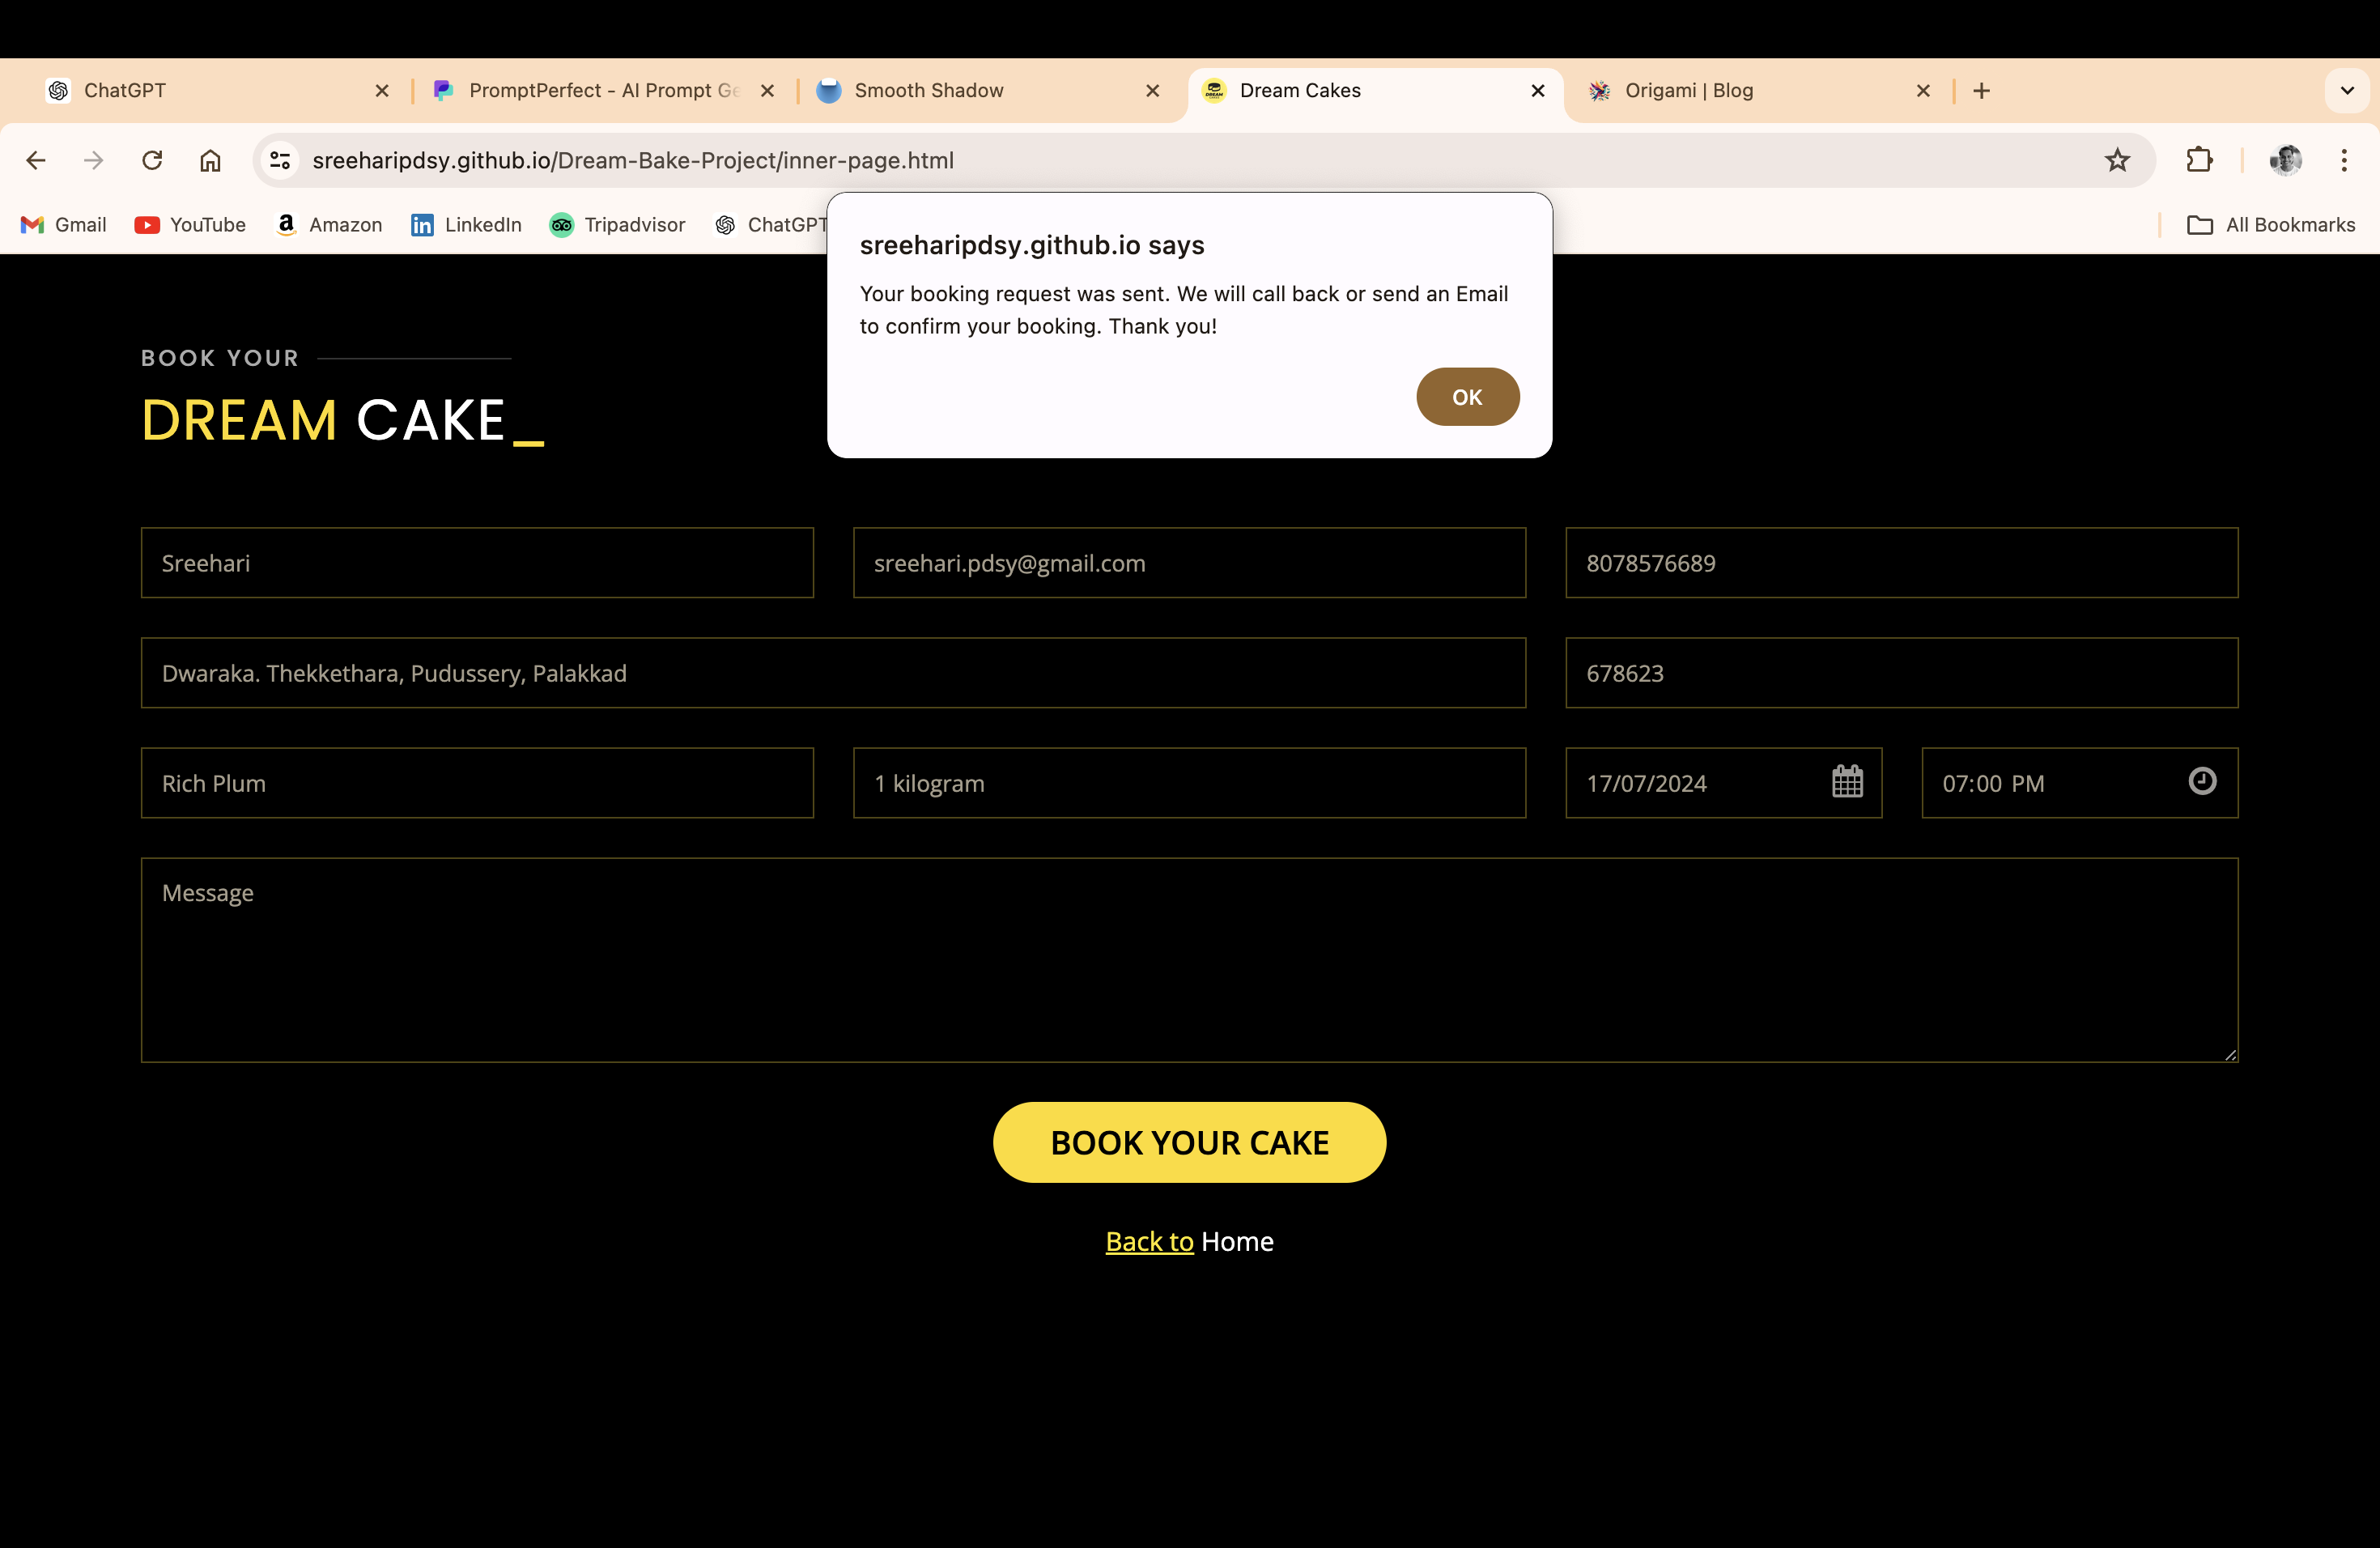 ChatGPT
PromptPerfect - AI Prompt Ge
Smooth Shadow
Dream Cakes
Origami | Blog
sreeharipdsy.github.io/Dream-Bake-Project/inner-page.html
Gmail
YouTube
Amazon
LinkedIn
Tripadvisor
ChatGPT
All Bookmarks
sreeharipdsy.github.io says
Your booking request was sent. We will call back or send an Email
to confirm your booking. Thank you!
OK
BOOK YOUR
DREAM CAKE_
Sreehari
sreehari.pdsy@gmail.com
8078576689
Dwaraka. Thekkethara, Pudussery, Palakkad
678623
Rich Plum
1 kilogram
17/07/2024
07:00 PM
Message
BOOK YOUR CAKE
Back to Home